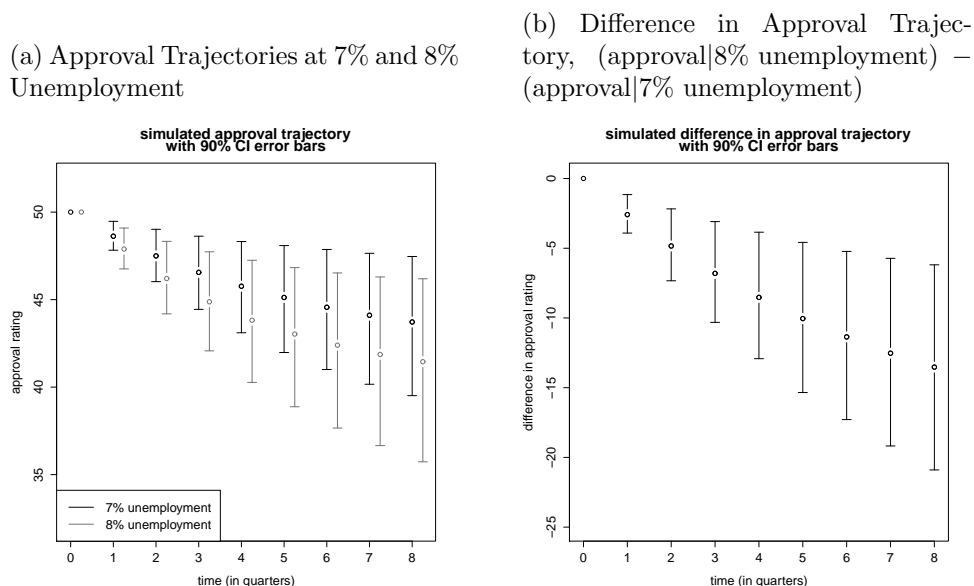 (a) Approval Trajectories at 7% and 8%
Unemployment
simulated approval trajectory
with 90% CI error bars
approval rating
50
45
40
35
7% unemployment
8% unemployment
0 1 2 3 4 5 6 7 8
time (in quarters)
(b) Difference in Approval Trajec-
tory, (approval|8% unemployment) −
(approval|7% unemployment)
simulated difference in approval trajectory
with 90% CI error bars
difference in approval rating
0
−5
−10
−15
−20
−25
0 1 2 3 4 5 6 7 8
time (in quarters)